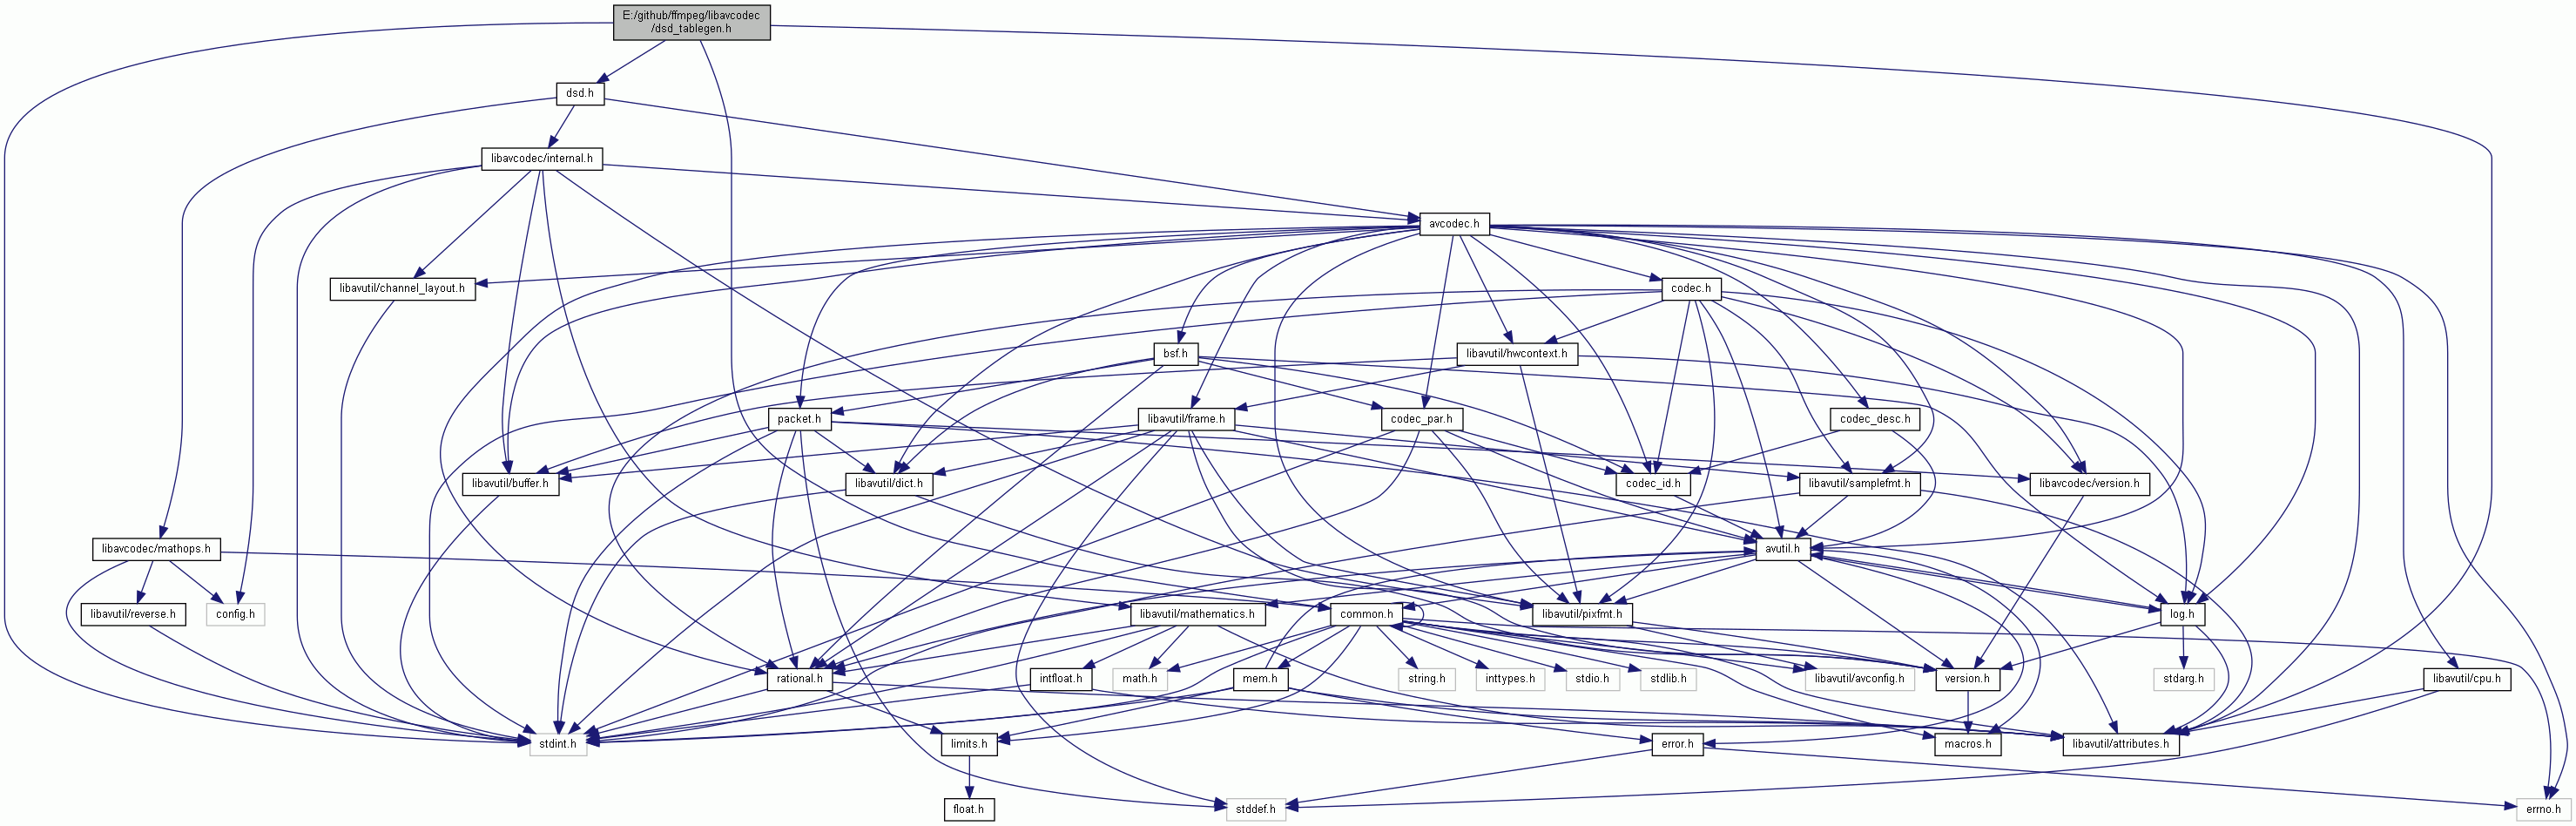 E:/github/ffmpeg/libavcodec
/dsd_tablegen.h
dsd.h
libavcodec/internal.h
avcodec.h
libavutil/channel_layout.h
codec.h
bsf.h
libavutil/hwcontext.h
packet.h
libavutil/frame.h
codec_par.h
codec_desc.h
libavutil/buffer.h
libavutil/dict.h
codec_id.h
libavutil/samplefmt.h
libavcodec/version.h
libavcodec/mathops.h
avutil.h
libavutil/reverse.h
config.h
libavutil/mathematics.h
common.h
libavutil/pixfmt.h
log.h
rational.h
math.h
intfloat.h
mem.h
string.h
inttypes.h
stdio.h
stdlib.h
libavutil/avconfig.h
version.h
stdarg.h
libavutil/cpu.h
stdint.h
limits.h
error.h
macros.h
libavutil/attributes.h
float.h
stddef.h
errno.h